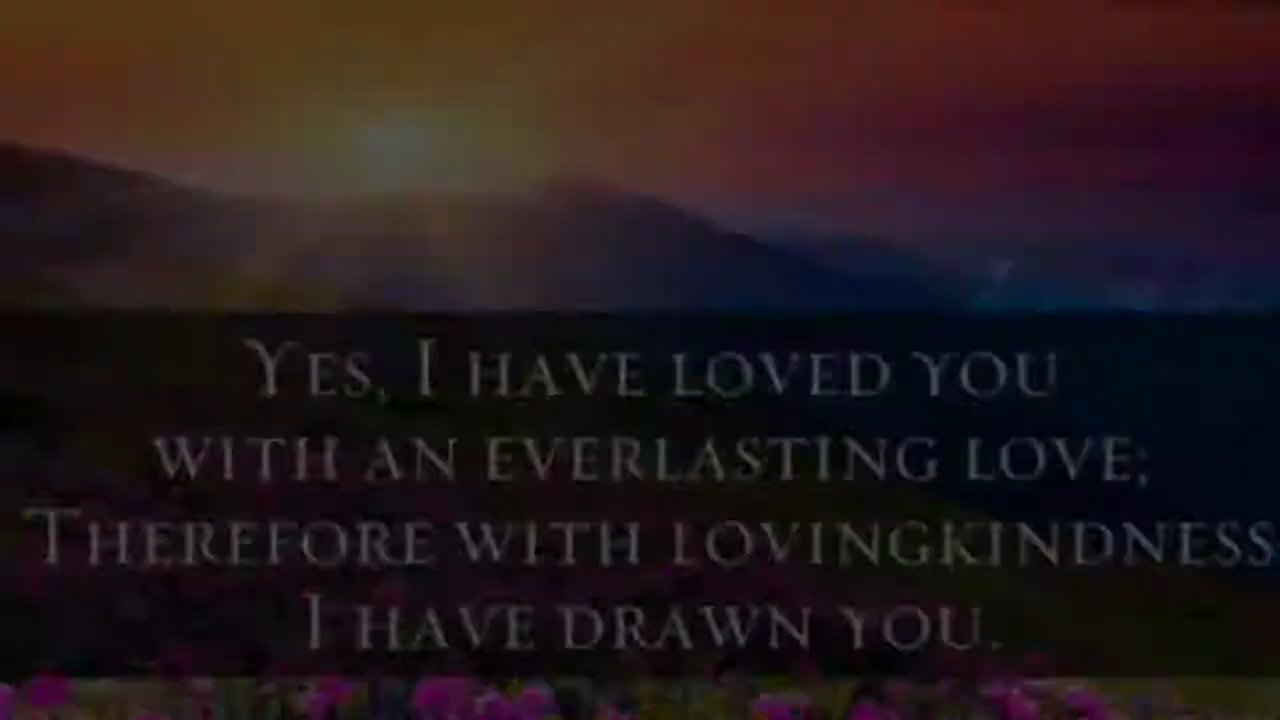 Yes, I have loved you
with an everlasting love;
Therefore with lovingkindness
I have drawn you.